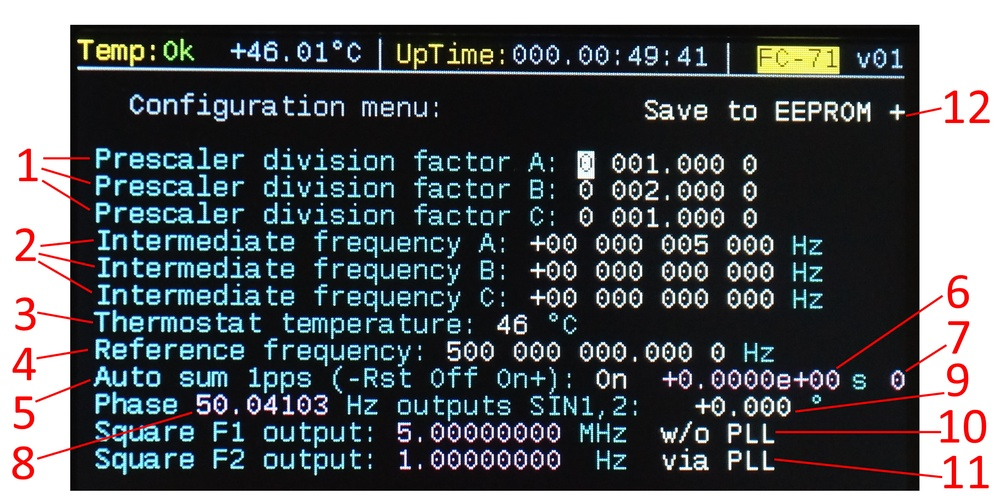 Temp:Ok +46.01°C | UpTime:000.00:49:41 | FC-71 v01
Configuration menu: Save to EEPROM + 12
1 Prescaler division factor A: 0 001.000 0
Prescaler division factor B: 0 002.000 0
Prescaler division factor C: 0 001.000 0
2 Intermediate frequency A: +00 000 005 000 Hz
Intermediate frequency B: +00 000 000 000 Hz
Intermediate frequency C: +00 000 000 000 Hz
3 Thermostat temperature: 46 °C
4 Reference frequency: 500 000 000.000 0 Hz
5 Auto sum 1pps (-Rst Off On+): On +0.0000e+00 s 0 6 7
8 Phase 50.04103 Hz outputs SIN1,2: +0.000 ° 9
Square F1 output: 5.00000000 MHz w/o PLL 10
Square F2 output: 1.00000000 Hz via PLL 11